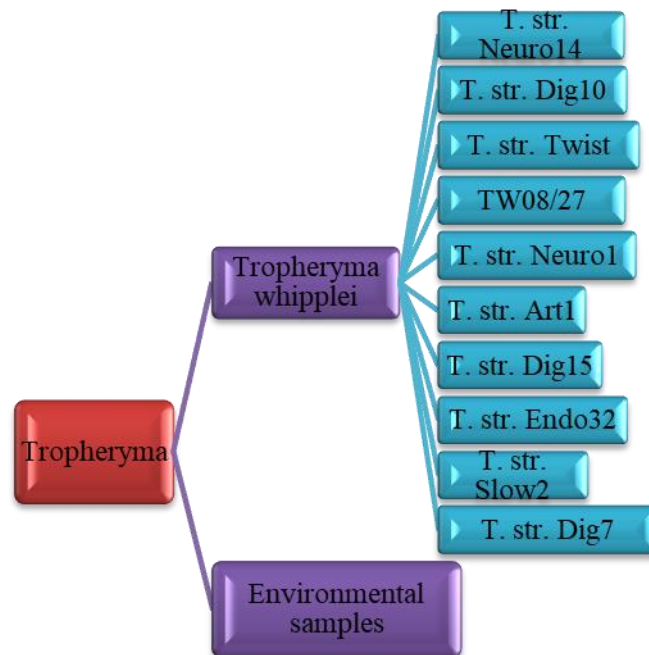 Tropheryma
Tropheryma
whipplei
T. str.
Neuro14
T. str. Dig10
T. str. Twist
TW08/27
T. str. Neuro1
T. str. Art1
T. str. Dig15
T. str. Endo32
T. str.
Slow2
T. str. Dig7
Environmental
samples